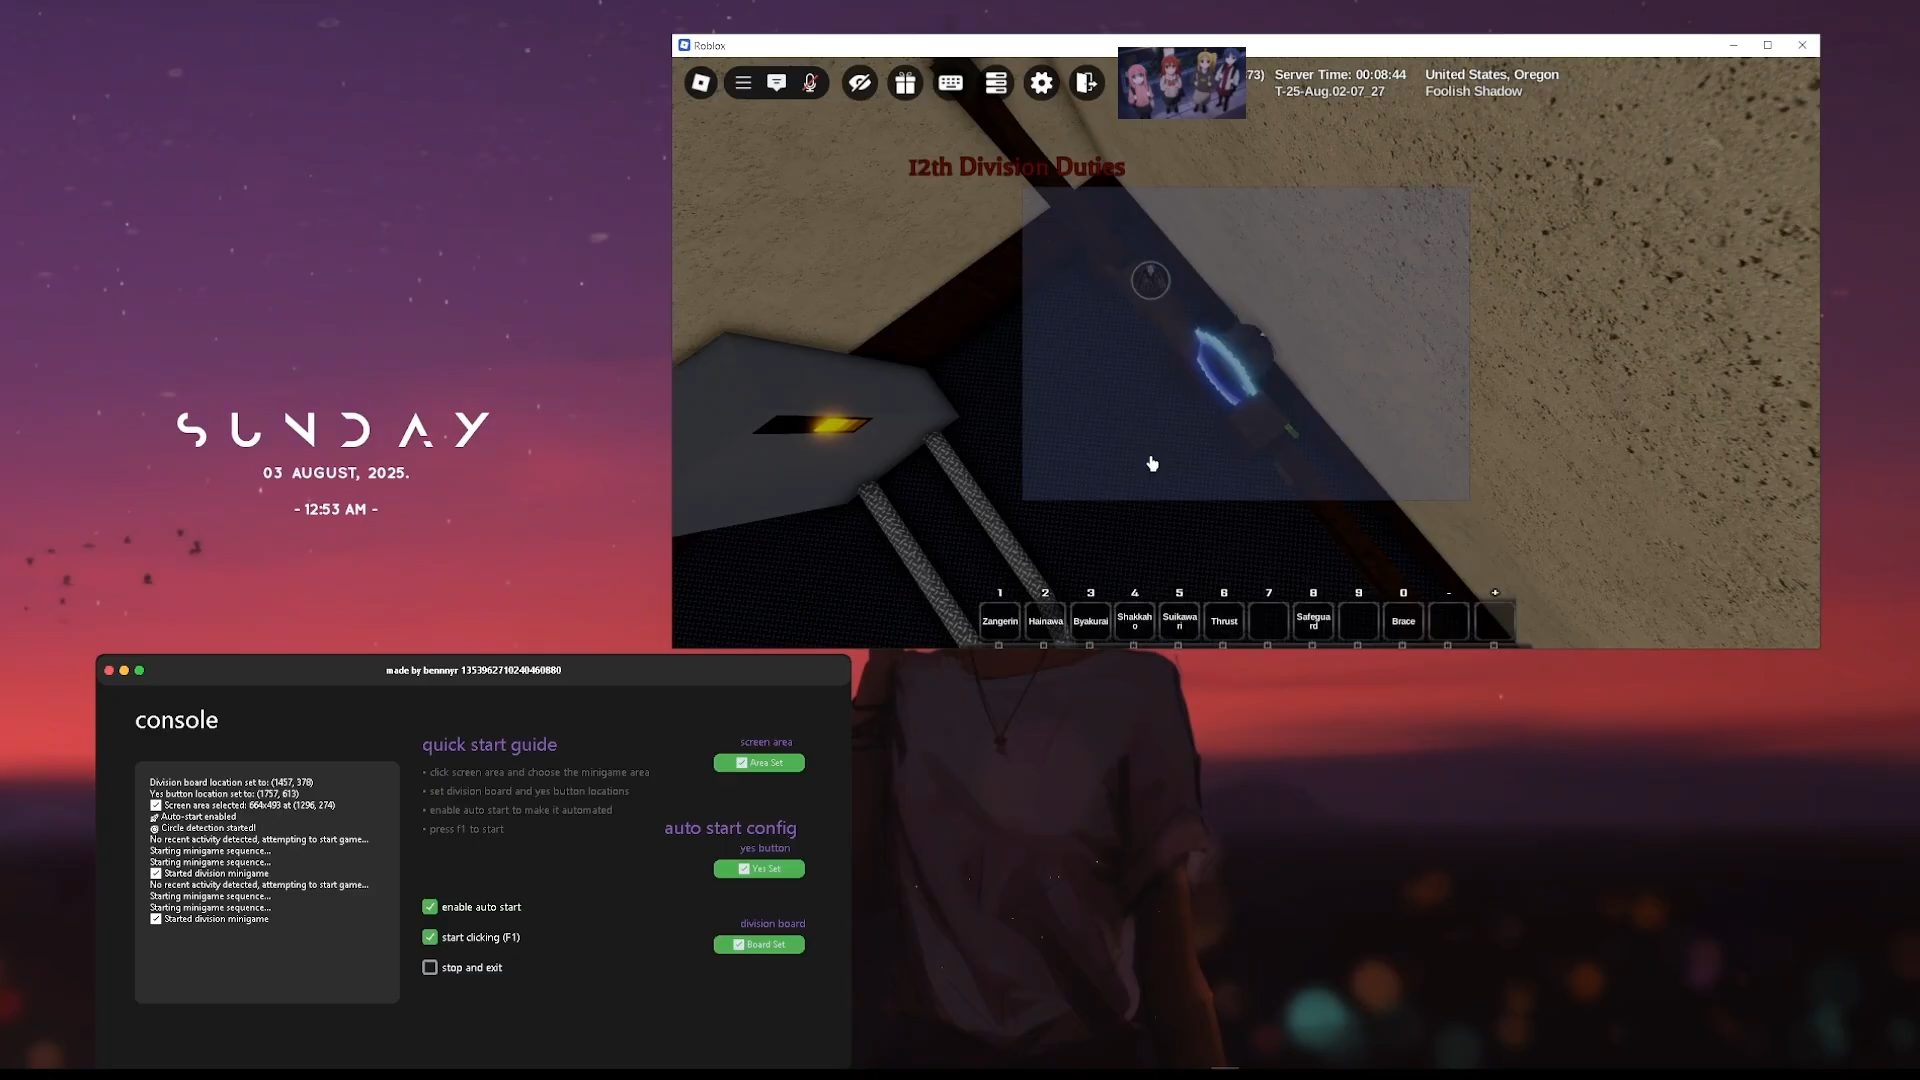 Roblox
73) Server Time: 00:08:44 United States, Oregon
T-25-Aug.02-07_27 Foolish Shadow
12th Division Duties
SUNDAY
03 AUGUST, 2025.
- 12:53 AM -
1 2 3 4 5 6 7 8 9 0 - +
Zangerin Hainawa Byakurai Shakkaho Suikawari Thrust Safeguard Brace
made by bennnyr 1353962710240460880
console
Division board location set to: (1457, 378)
Yes button location set to: (1757, 613)
Screen area selected: 664x493 at (1296, 274)
Auto-start enabled
Circle detection started!
No recent activity detected, attempting to start game...
Starting minigame sequence...
Starting minigame sequence...
Started division minigame
No recent activity detected, attempting to start game...
Starting minigame sequence...
Starting minigame sequence...
Started division minigame
quick start guide
• click screen area and choose the minigame area
• set division board and yes button locations
• enable auto start to make it automated
• press f1 to start
enable auto start
start clicking (F1)
stop and exit
screen area
Area Set
auto start config
yes button
Yes Set
division board
Board Set